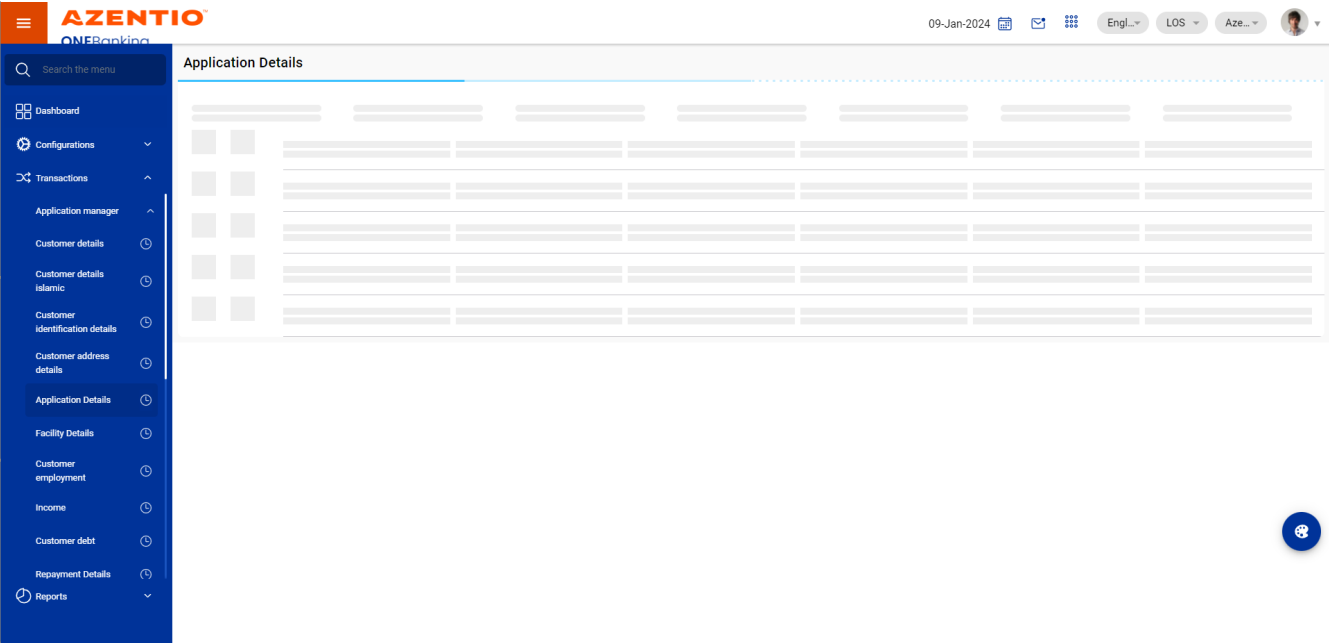 AZENTIO™
ONEBanking
09-Jan-2024
Engl...
LOS
Aze...
Search the menu
Application Details
Dashboard
Configurations
Transactions
Application manager
Customer details
Customer details
islamic
Customer
identification details
Customer address
details
Application Details
Facility Details
Customer
employment
Income
Customer debt
Repayment Details
Reports